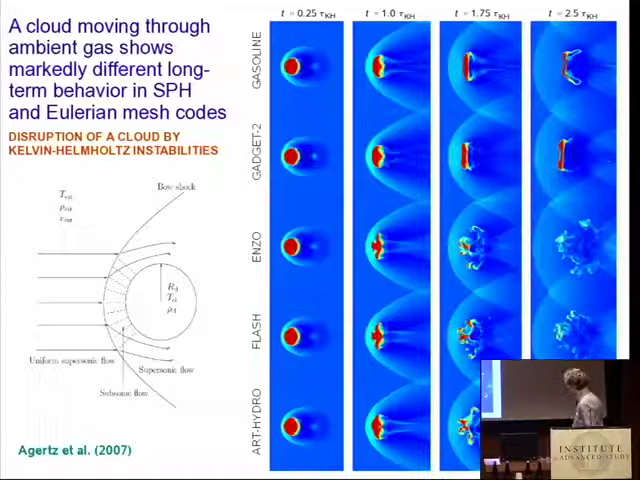 A cloud moving through
ambient gas shows
markedly different long-
term behavior in SPH
and Eulerian mesh codes
DISRUPTION OF A CLOUD BY
KELVIN-HELMHOLTZ INSTABILITIES
Bow shock
Uniform supersonic flow
Supersonic flow
Subsonic flow
Agertz et al. (2007)
t = 0.25 τKH
t = 1.0 τKH
t = 1.75 τKH
t = 2.5 τKH
GASOLINE
GADGET-2
ENZO
FLASH
ART-HYDRO
INSTITUTE
ADVANCED STUDY